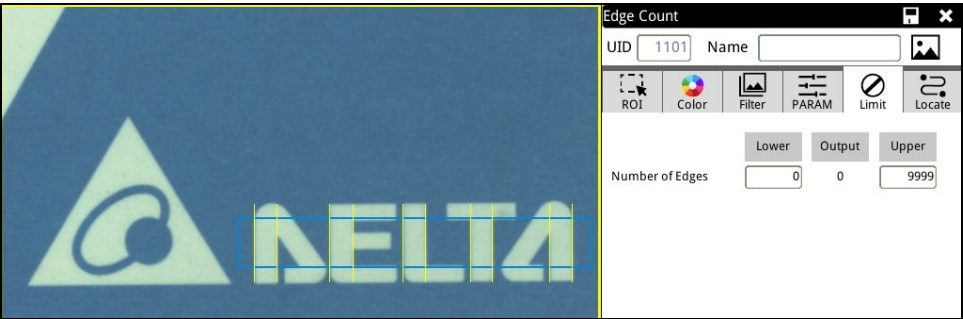 DELTA
Edge Count
UID 1101 Name
ROI Color Filter PARAM Limit Locate
Lower Output Upper
Number of Edges 0 0 9999